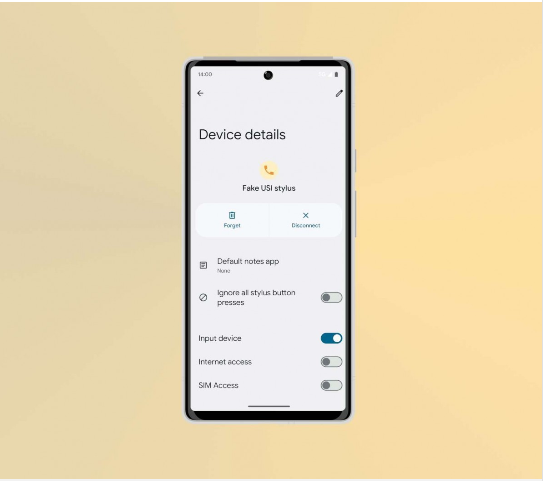 14:00
Device details
Fake USI stylus
Forget
Disconnect
Default notes app
None
Ignore all stylus button
presses
Input device
Internet access
SIM Access